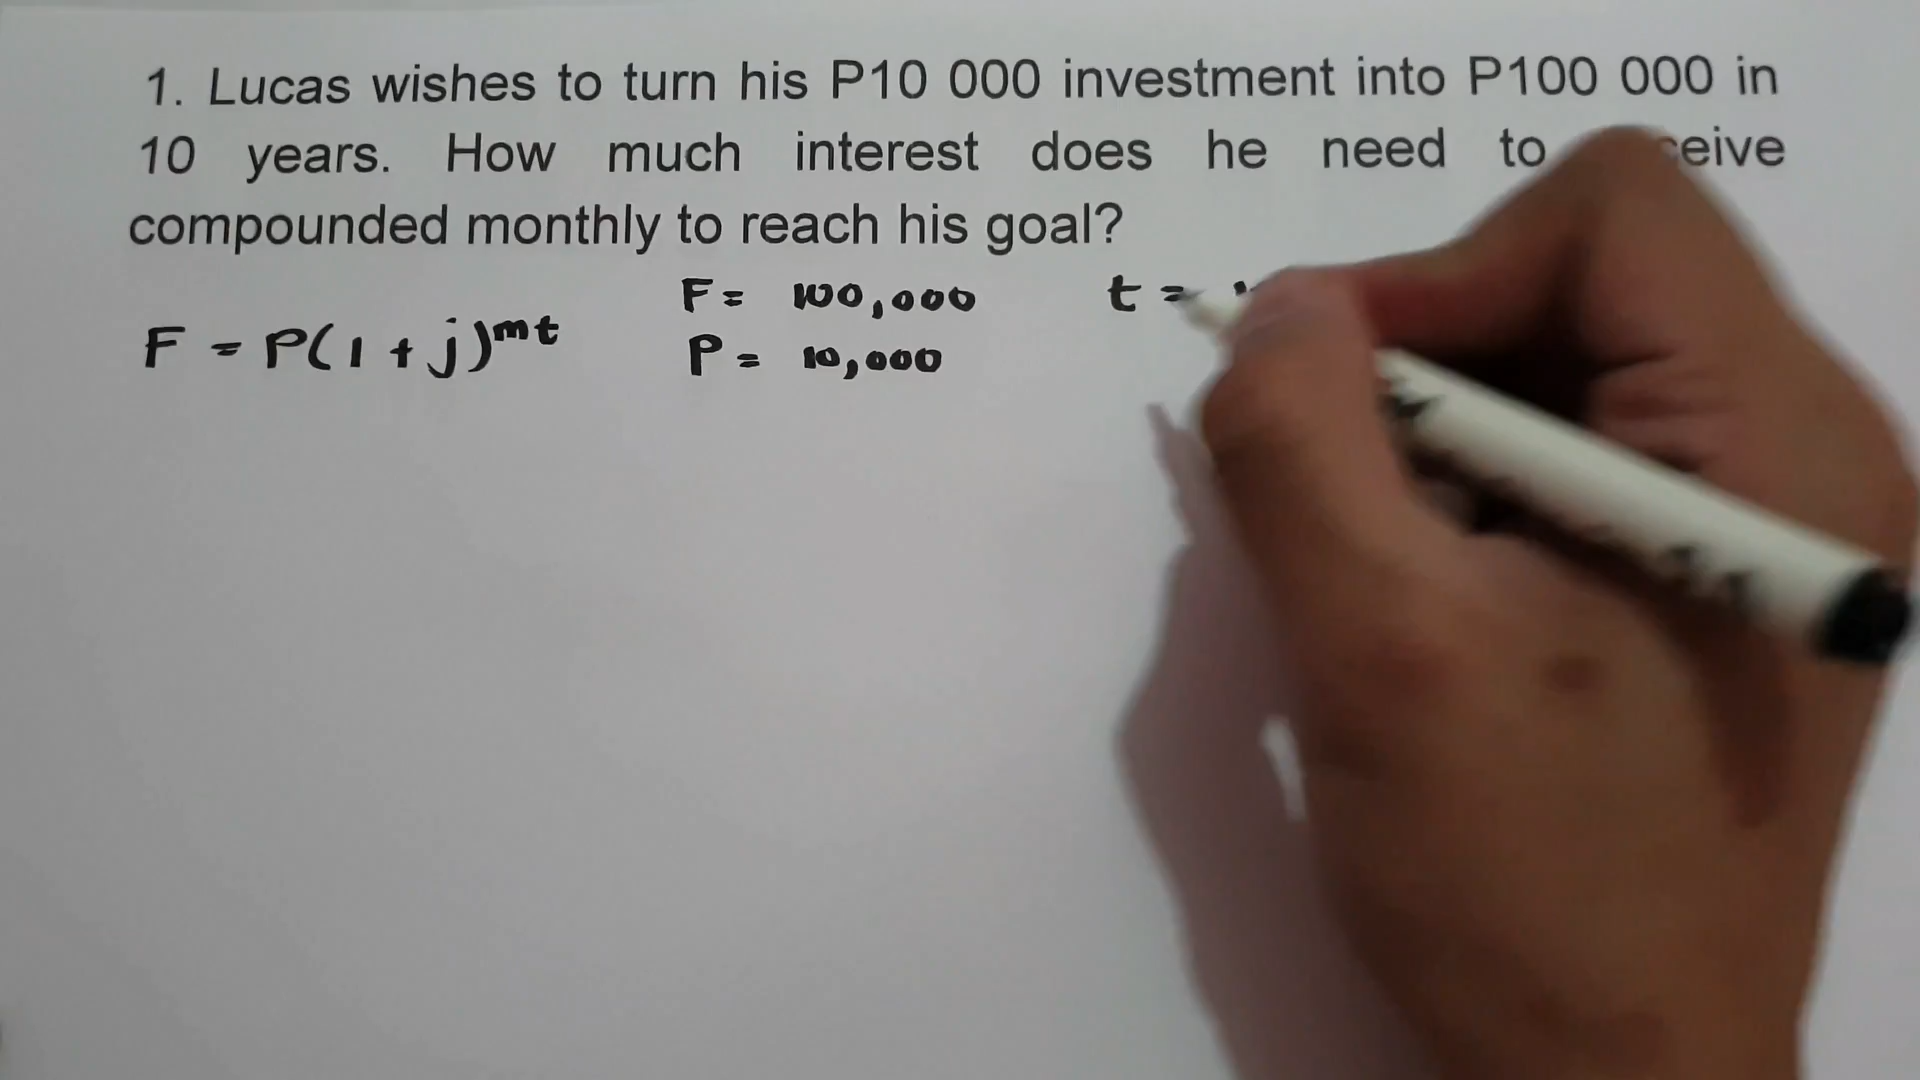 1. Lucas wishes to turn his P10 000 investment into P100 000 in
10 years. How much interest does he need to
compounded monthly to reach his goal?
F = 100,000 t =
F = P(1 + j)mt
P = 10,000